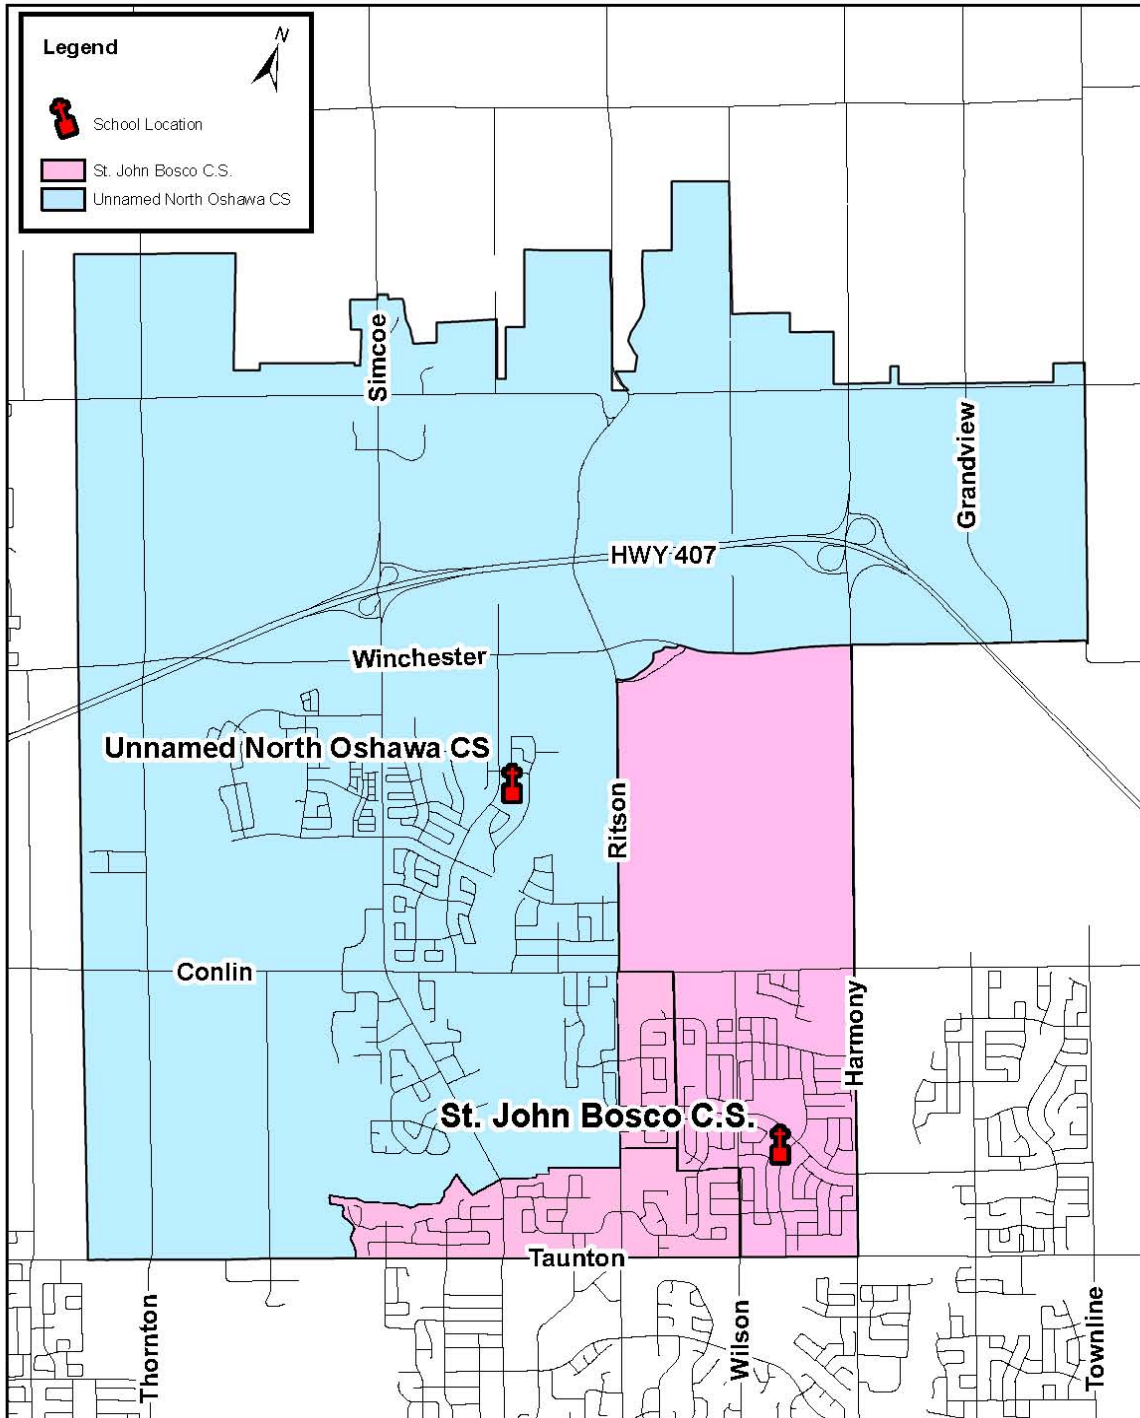 Legend
N
School Location
St. John Bosco C.S.
Unnamed North Oshawa CS
Simcoe
Grandview
HWY 407
Winchester
Unnamed North Oshawa CS
Ritson
Conlin
Harmony
St. John Bosco C.S.
Taunton
Thornton
Wilson
Townline